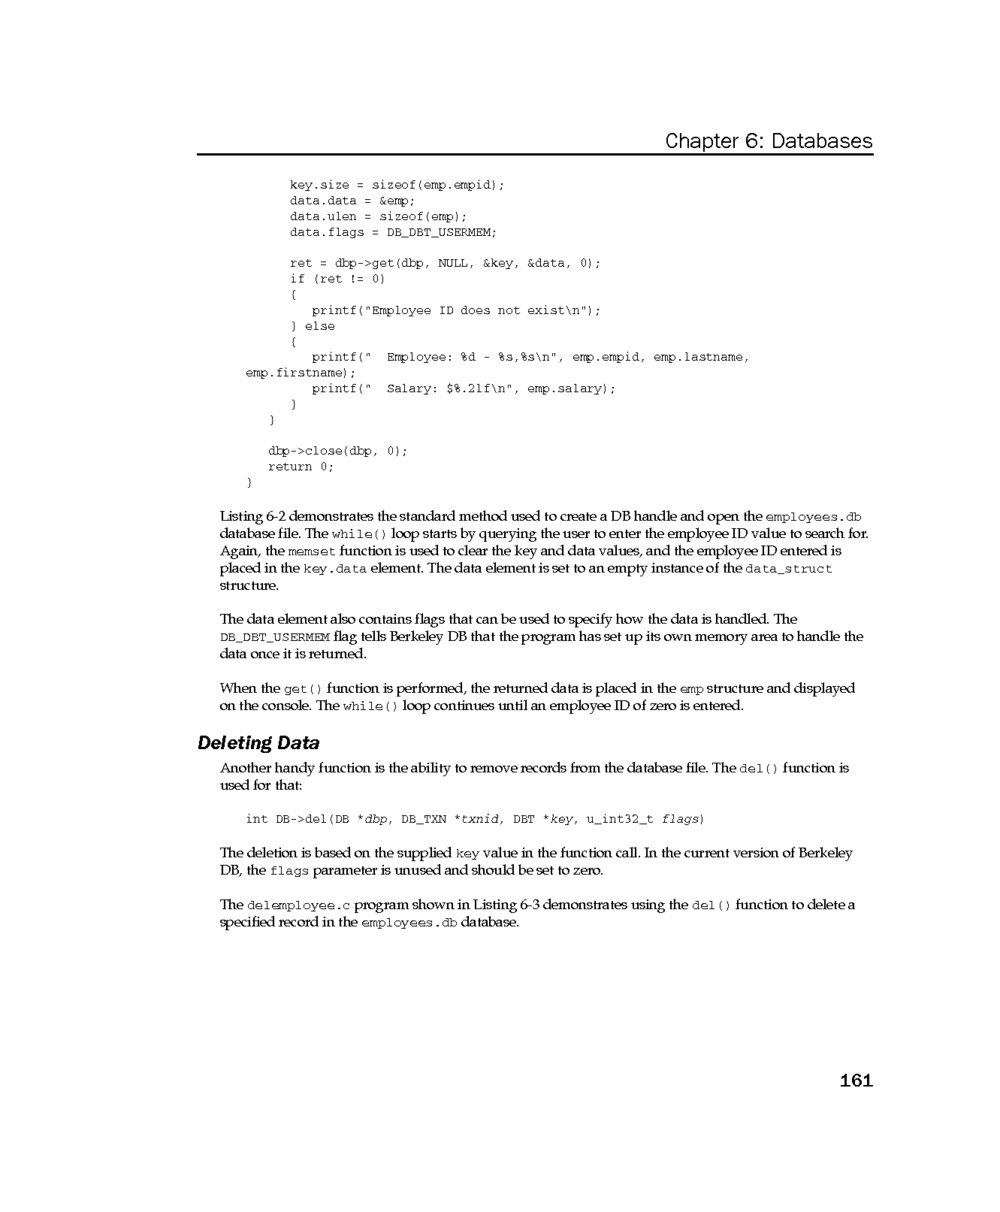 Chapter 6: Databases
key.size = sizeof(emp.empid);
data.data = &emp;
data.ulen = sizeof(emp);
data.flags = DB_DBT_USERMEM;
ret = dbp->get(dbp, NULL, &key, &data, 0);
if (ret != 0)
{
printf("Employee ID does not exist\n");
} else
{
printf("  Employee: %d - %s,%s\n", emp.empid, emp.lastname,
emp.firstname);
printf("  Salary: $%.2lf\n", emp.salary);
}
}
dbp->close(dbp, 0);
return 0;
}
Listing 6-2 demonstrates the standard method used to create a DB handle and open the employees.db
database file. The while() loop starts by querying the user to enter the employee ID value to search for.
Again, the memset function is used to clear the key and data values, and the employee ID entered is
placed in the key.data element. The data element is set to an empty instance of the data_struct
structure.
The data element also contains flags that can be used to specify how the data is handled. The
DB_DBT_USERMEM flag tells Berkeley DB that the program has set up its own memory area to handle the
data once it is returned.
When the get() function is performed, the returned data is placed in the emp structure and displayed
on the console. The while() loop continues until an employee ID of zero is entered.
Deleting Data
Another handy function is the ability to remove records from the database file. The del() function is
used for that:
int DB->del(DB *dbp, DB_TXN *txnid, DBT *key, u_int32_t flags)
The deletion is based on the supplied key value in the function call. In the current version of Berkeley
DB, the flags parameter is unused and should be set to zero.
The delemployee.c program shown in Listing 6-3 demonstrates using the del() function to delete a
specified record in the employees.db database.
161